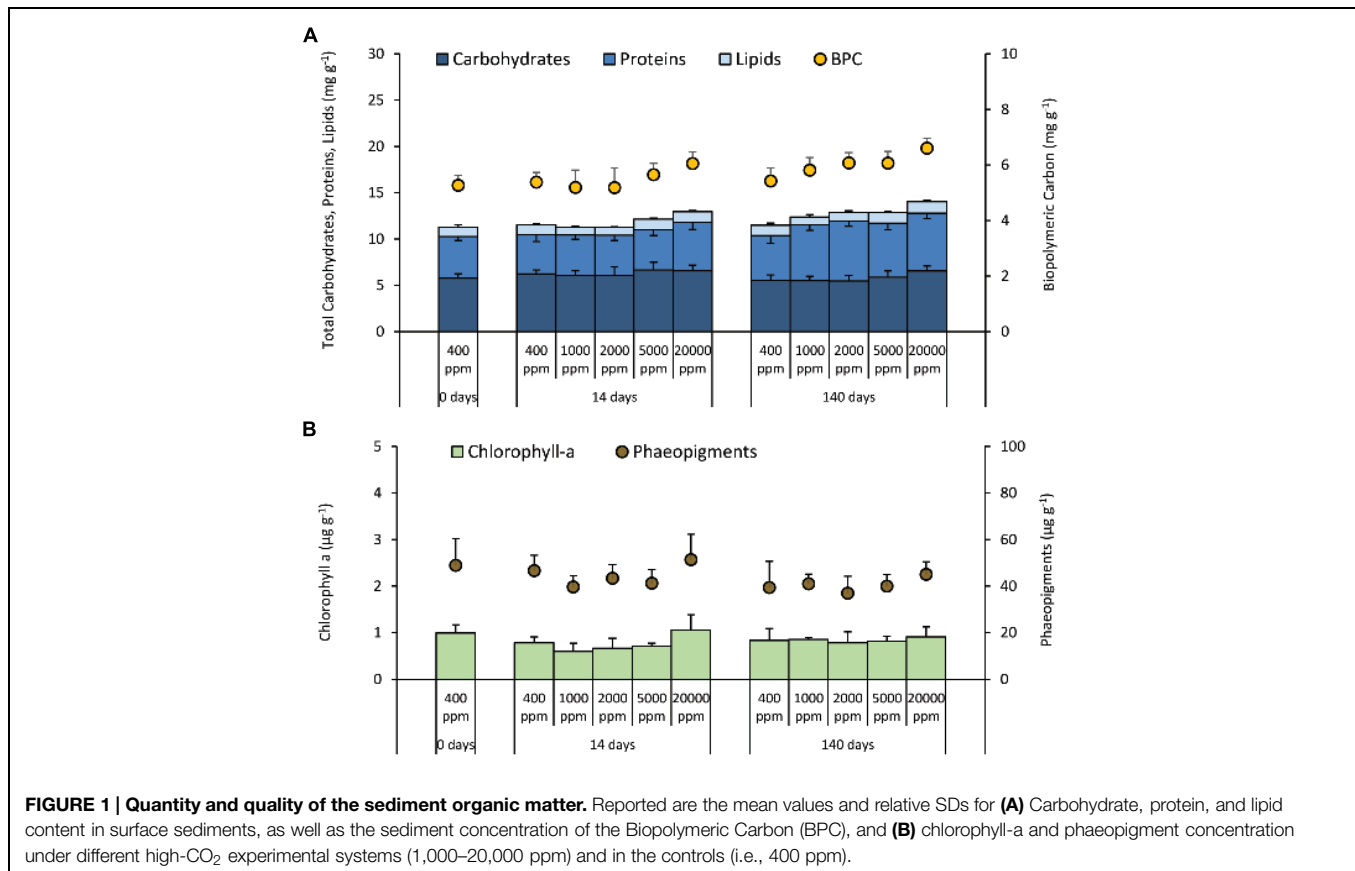 A
Carbohydrates Proteins Lipids BPC
Total Carbohydrates, Proteins, Lipids (mg g⁻¹)
30
25
20
15
10
5
0
10
8
6
4
2
0
Biopolymeric Carbon (mg g⁻¹)
400 400 1000 2000 5000 20000 400 1000 2000 5000 20000
ppm ppm ppm ppm ppm ppm ppm ppm ppm ppm ppm
0 days 14 days 140 days
B
Chlorophyll-a Phaeopigments
Chlorophyll a (µg g⁻¹)
5
4
3
2
1
0
100
80
60
40
20
0
Phaeopigments (µg g⁻¹)
400 400 1000 2000 5000 20000 400 1000 2000 5000 20000
ppm ppm ppm ppm ppm ppm ppm ppm ppm ppm ppm
0 days 14 days 140 days
FIGURE 1 | Quantity and quality of the sediment organic matter. Reported are the mean values and relative SDs for (A) Carbohydrate, protein, and lipid
content in surface sediments, as well as the sediment concentration of the Biopolymeric Carbon (BPC), and (B) chlorophyll-a and phaeopigment concentration
under different high-CO₂ experimental systems (1,000–20,000 ppm) and in the controls (i.e., 400 ppm).